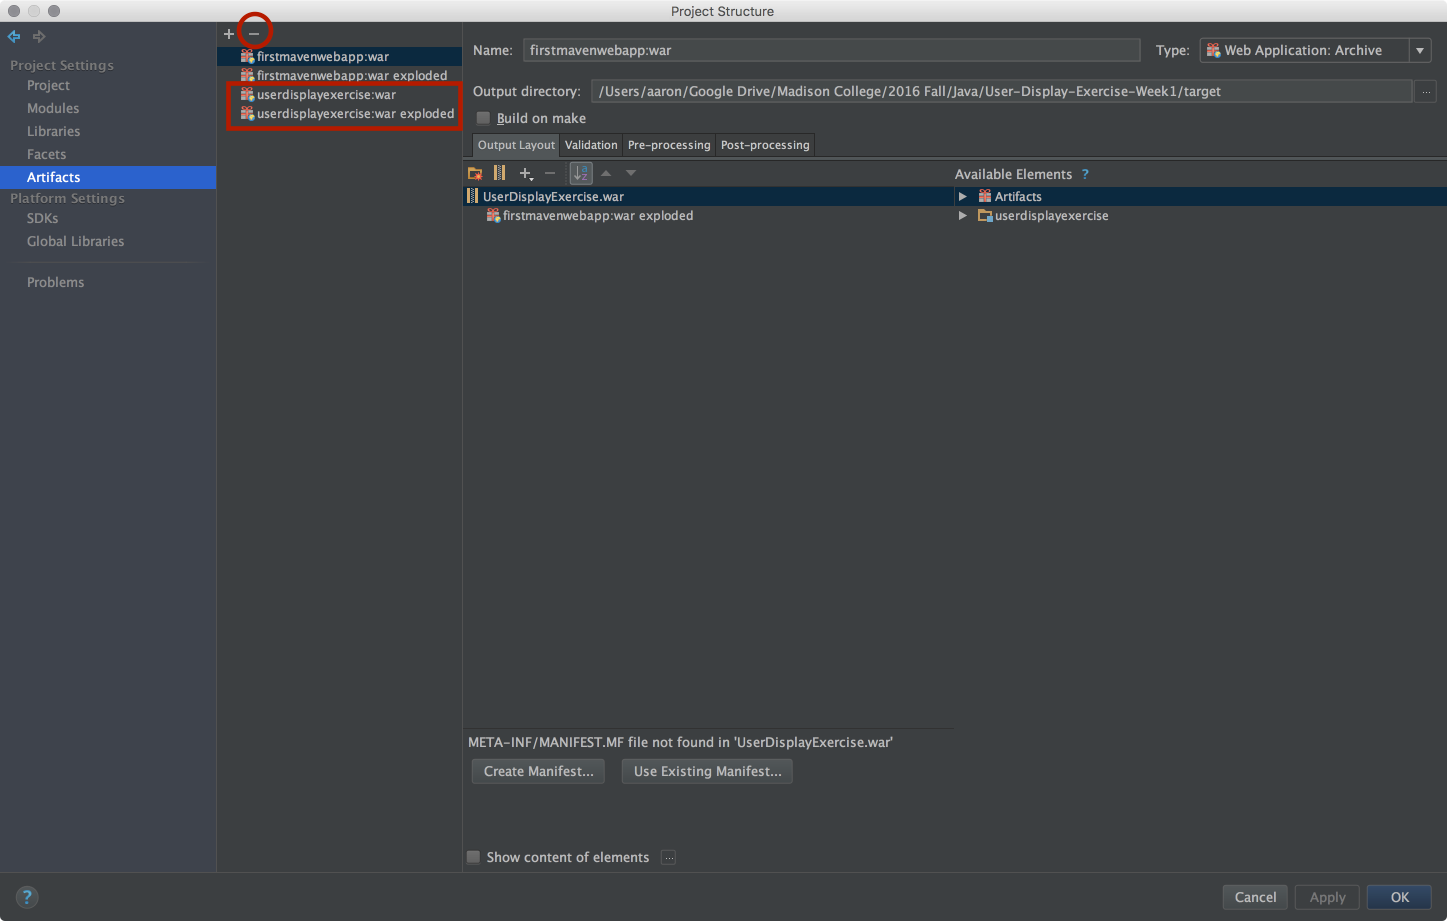 Project Structure
Project Settings
Project
Modules
Libraries
Facets
Artifacts
Platform Settings
SDKs
Global Libraries
Problems
firstmavenwebapp:war
firstmavenwebapp:war exploded
userdisplayexercise:war
userdisplayexercise:war exploded
Name: firstmavenwebapp:war Type: Web Application: Archive
Output directory: /Users/aaron/Google Drive/Madison College/2016 Fall/Java/User-Display-Exercise-Week1/target ...
Build on make
Output Layout Validation Pre-processing Post-processing
Available Elements ?
UserDisplayExercise.war
firstmavenwebapp:war exploded
Artifacts
userdisplayexercise
META-INF/MANIFEST.MF file not found in 'UserDisplayExercise.war'
Create Manifest... Use Existing Manifest...
Show content of elements ...
? Cancel Apply OK